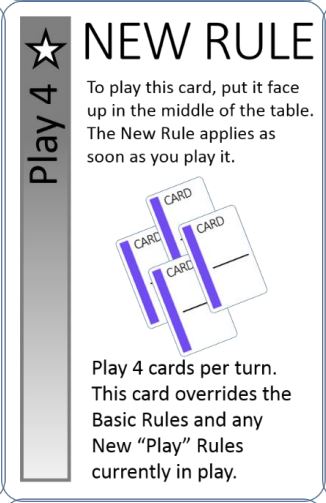 Play 4
NEW RULE
To play this card, put it face
up in the middle of the table.
The New Rule applies as
soon as you play it.
CARD
CARD
CARD
CARD
Play 4 cards per turn.
This card overrides the
Basic Rules and any
New “Play” Rules
currently in play.